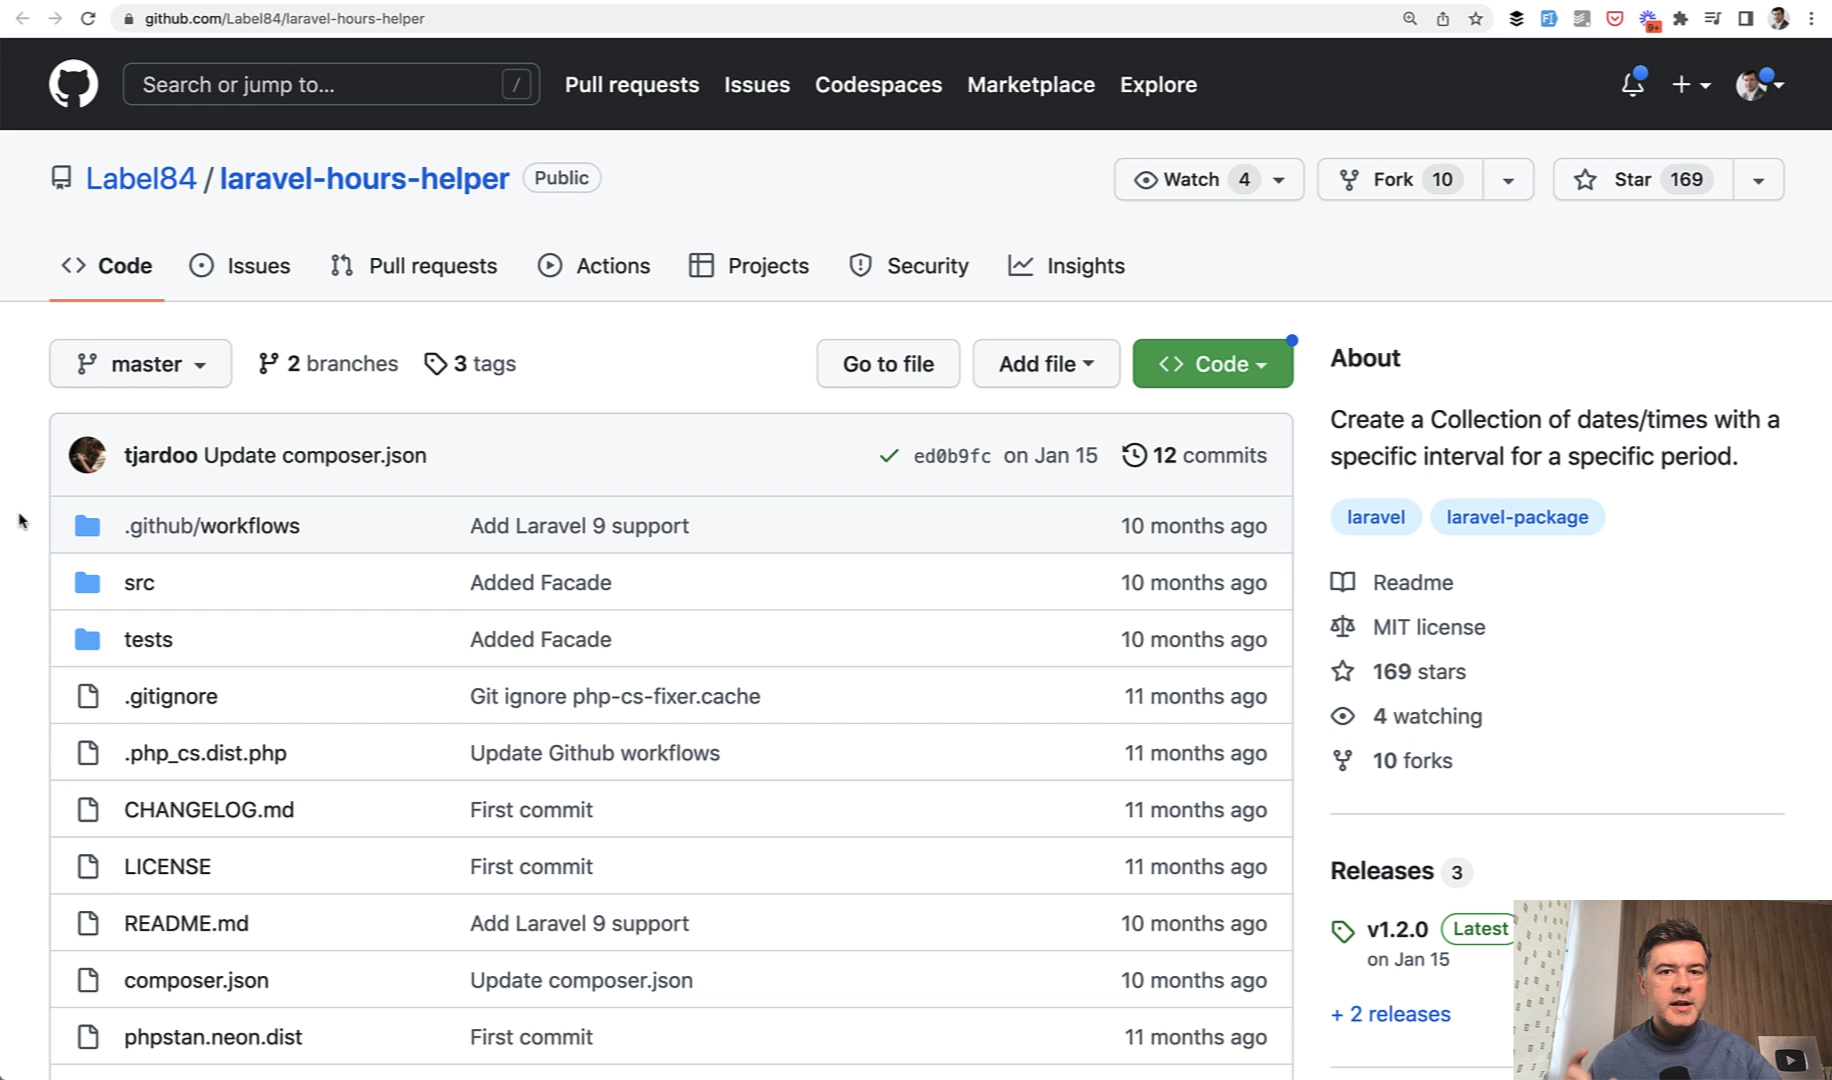 github.com/Label84/laravel-hours-helper
9+
Search or jump to... /
Pull requests
Issues
Codespaces
Marketplace
Explore
Label84 / laravel-hours-helper Public
Watch 4
Fork 10
Star 169
Code
Issues
Pull requests
Actions
Projects
Security
Insights
master
2 branches
3 tags
Go to file
Add file
Code
tjardoo Update composer.json ed0b9fc on Jan 15 12 commits
.github/workflows Add Laravel 9 support 10 months ago
src Added Facade 10 months ago
tests Added Facade 10 months ago
.gitignore Git ignore php-cs-fixer.cache 11 months ago
.php_cs.dist.php Update Github workflows 11 months ago
CHANGELOG.md First commit 11 months ago
LICENSE First commit 11 months ago
README.md Add Laravel 9 support 10 months ago
composer.json Update composer.json 10 months ago
phpstan.neon.dist First commit 11 months ago
About
Create a Collection of dates/times with a
specific interval for a specific period.
laravel laravel-package
Readme
MIT license
169 stars
4 watching
10 forks
Releases 3
v1.2.0 Latest
on Jan 15
+ 2 releases